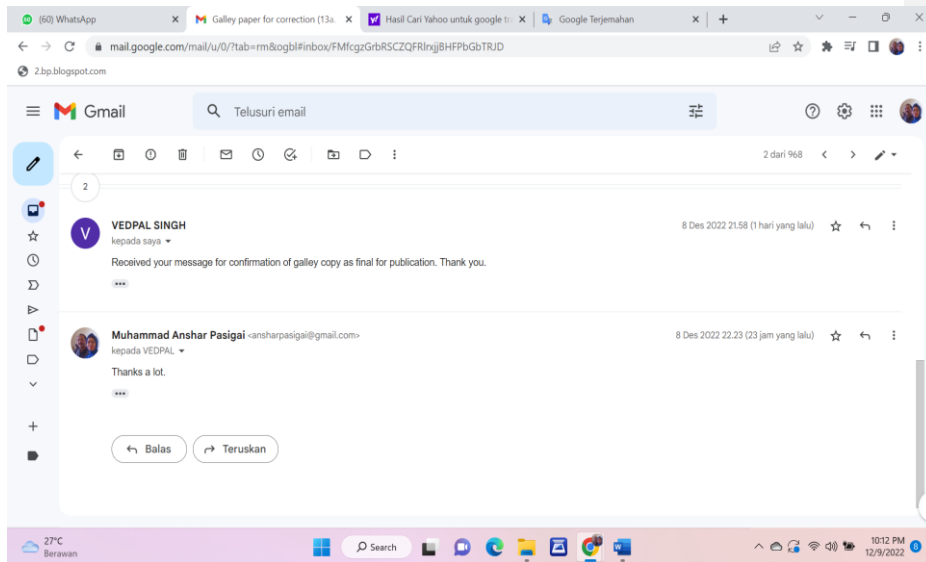 (60) WhatsApp
Galley paper for correction (13a.
Hasil Cari Yahoo untuk google tr
Google Terjemahan
mail.google.com/mail/u/0/?tab=rm&ogbl#inbox/FMfcgzGrbRSCZQFRlrxjjBHFPbGbTRJD
2.bp.blogspot.com
Gmail
Telusuri email
2 dari 968
2
V
VEDPAL SINGH
8 Des 2022 21.58 (1 hari yang lalu)
kepada saya
Received your message for confirmation of galley copy as final for publication. Thank you.
Muhammad Anshar Pasigai <ansharpasigai@gmail.com>
8 Des 2022 22.23 (23 jam yang lalu)
kepada VEDPAL
Thanks a lot.
Balas
Teruskan
27°C
Berawan
Search
10:12 PM
12/9/2022
8